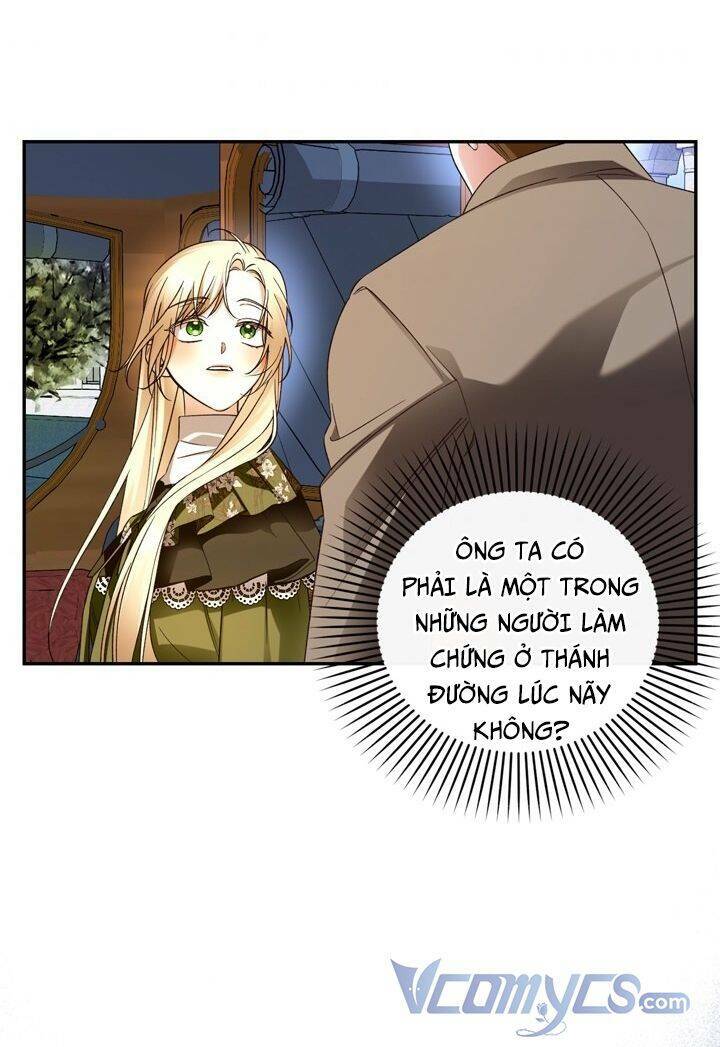 ÔNG TA CÓ
PHẢI LÀ MỘT TRONG
NHỮNG NGƯỜI LÀM
CHỨNG Ở THÁNH
ĐƯỜNG LÚC NÃY
KHÔNG?
VCOMYCS.com